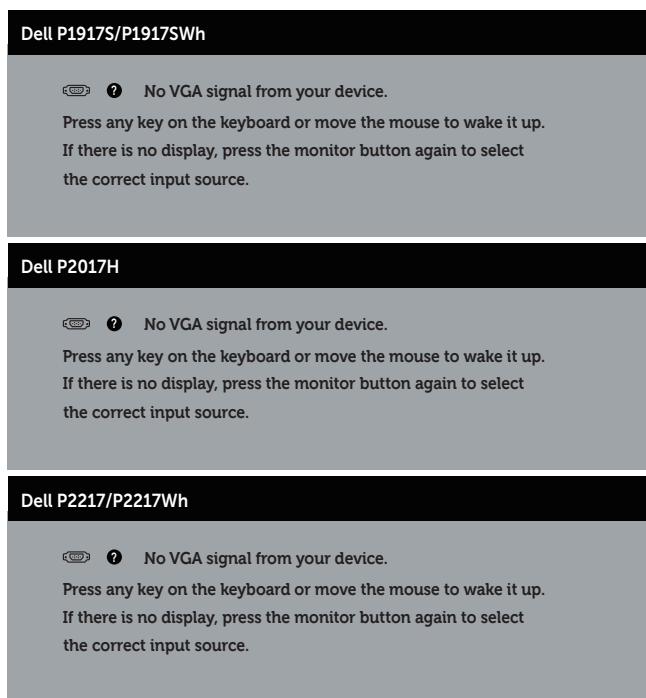 Dell P1917S/P1917SWh
? No VGA signal from your device.
Press any key on the keyboard or move the mouse to wake it up.
If there is no display, press the monitor button again to select
the correct input source.
Dell P2017H
? No VGA signal from your device.
Press any key on the keyboard or move the mouse to wake it up.
If there is no display, press the monitor button again to select
the correct input source.
Dell P2217/P2217Wh
? No VGA signal from your device.
Press any key on the keyboard or move the mouse to wake it up.
If there is no display, press the monitor button again to select
the correct input source.